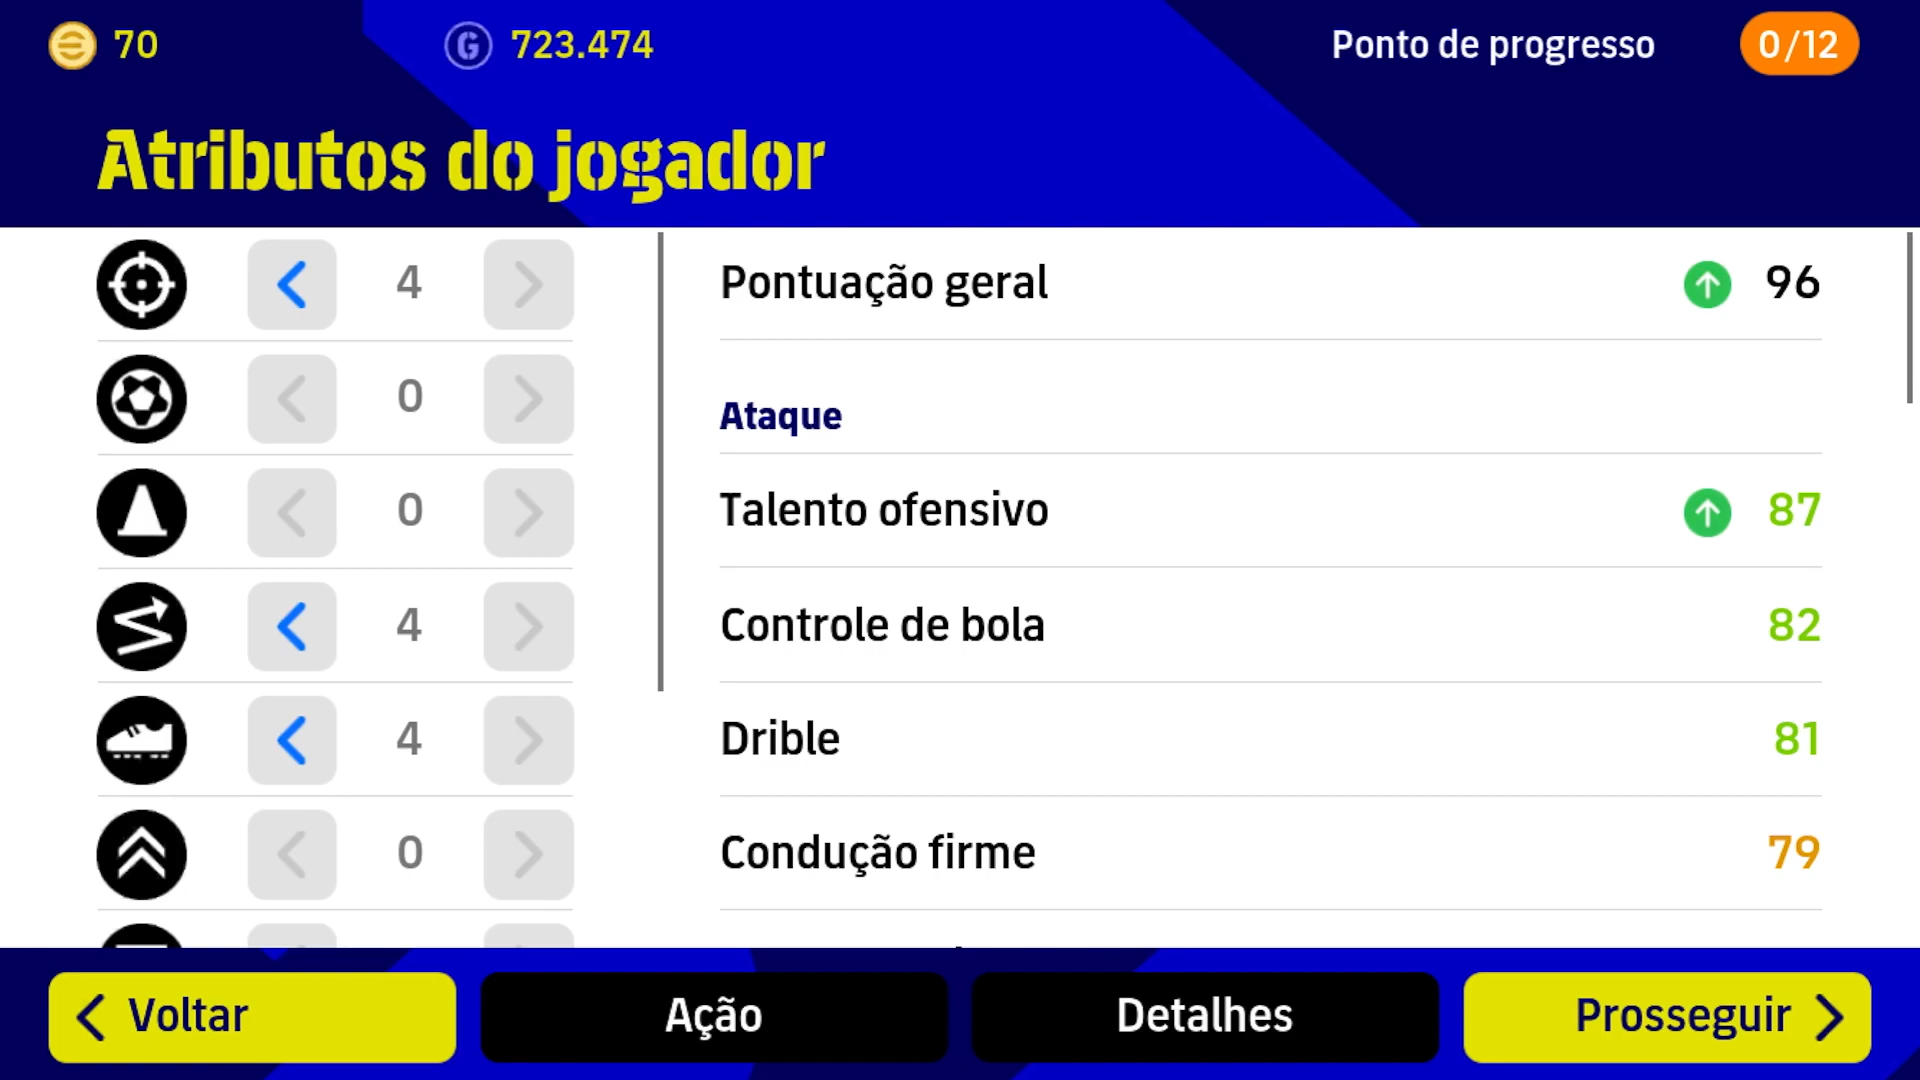 70
G 723.474
Ponto de progresso 0/12
Atributos do jogador
4
0
0
4
4
0
Pontuação geral 96
Ataque
Talento ofensivo 87
Controle de bola 82
Drible 81
Condução firme 79
Voltar
Ação
Detalhes
Prosseguir